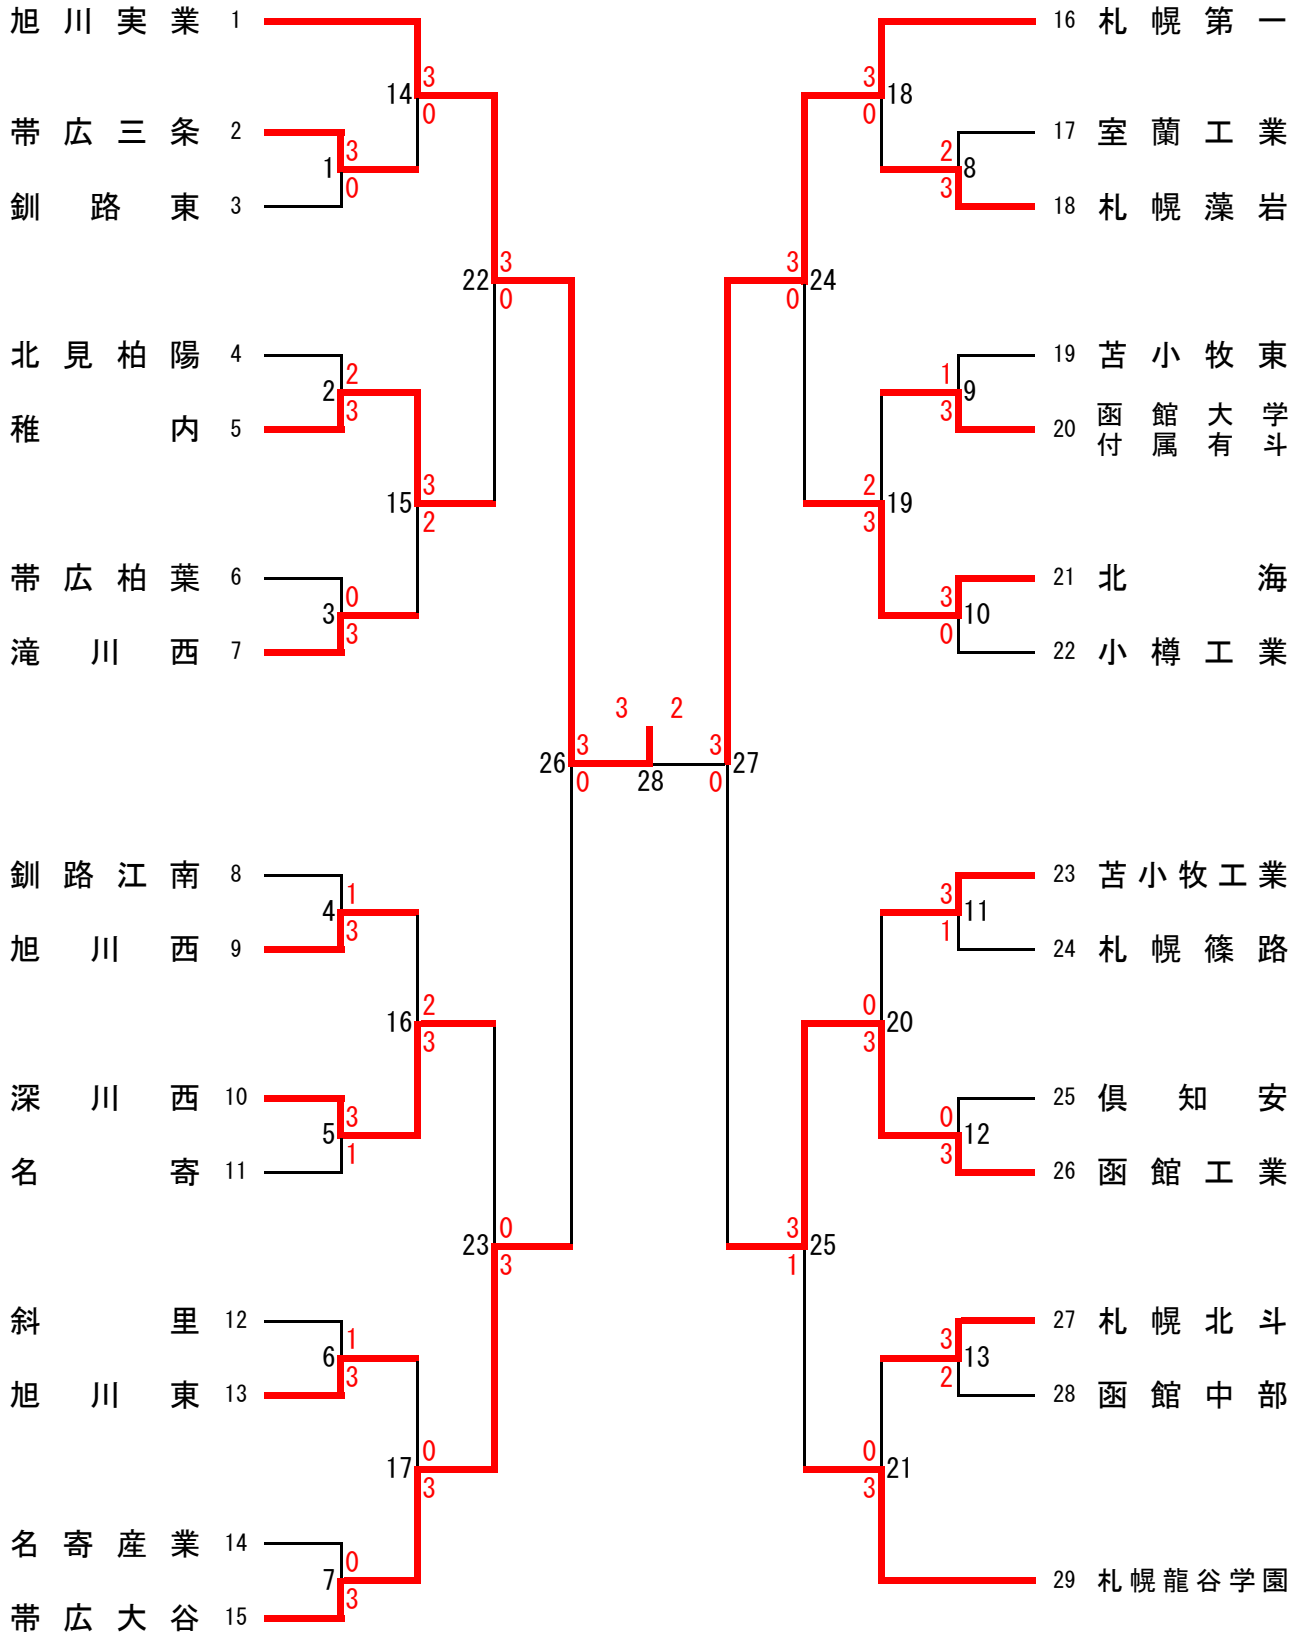 旭川実業 1
14 3
0
帯広三条 2
1 3
0
釧路東 3
22 3
0
北見柏陽 4
2 2
3
稚内 5
15 3
2
帯広柏葉 6
3 0
3
滝川西 7
26 3
0
3 2
28
釧路江南 8
4 1
3
旭川西 9
16 2
3
深川西 10
5 3
1
名寄 11
23 0
3
斜里 12
6 1
3
旭川東 13
17 0
3
名寄産業 14
7 0
3
帯広大谷 15
16 札幌第一
3 18
0
17 室蘭工業
2 8
3
18 札幌藻岩
3 24
0
19 苫小牧東
1 9
3
20 函館大学
付属有斗
2 19
3
21 北海
3 10
0
22 小樽工業
3 27
0
23 苫小牧工業
3 11
1
24 札幌篠路
0 20
3
25 倶知安
0 12
3
26 函館工業
3 25
1
27 札幌北斗
3 13
2
28 函館中部
0 21
3
29 札幌龍谷学園